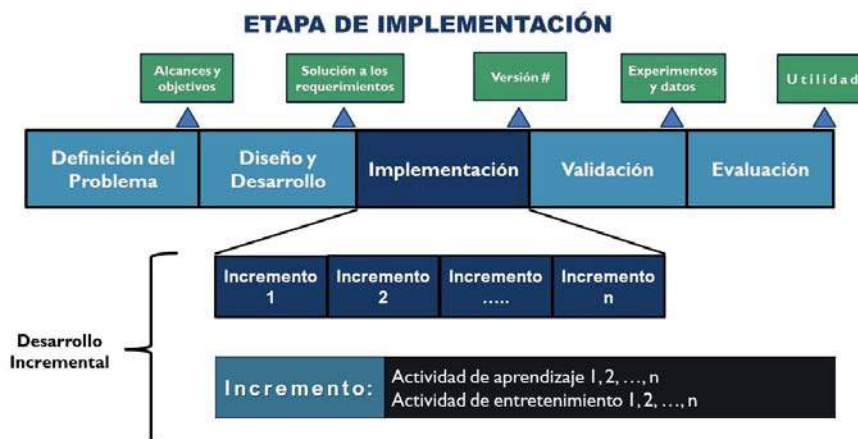 ETAPA DE IMPLEMENTACIÓN
Alcances y
objetivos
Solución a los
requerimientos
Versión #
Experimentos
y datos
Utilidad
Definición del
Problema
Diseño y
Desarrollo
Implementación
Validación
Evaluación
Incremento
1
Incremento
2
Incremento
.....
Incremento
n
Desarrollo
Incremental
Incremento:
Actividad de aprendizaje 1, 2, ..., n
Actividad de entretenimiento 1, 2, ..., n